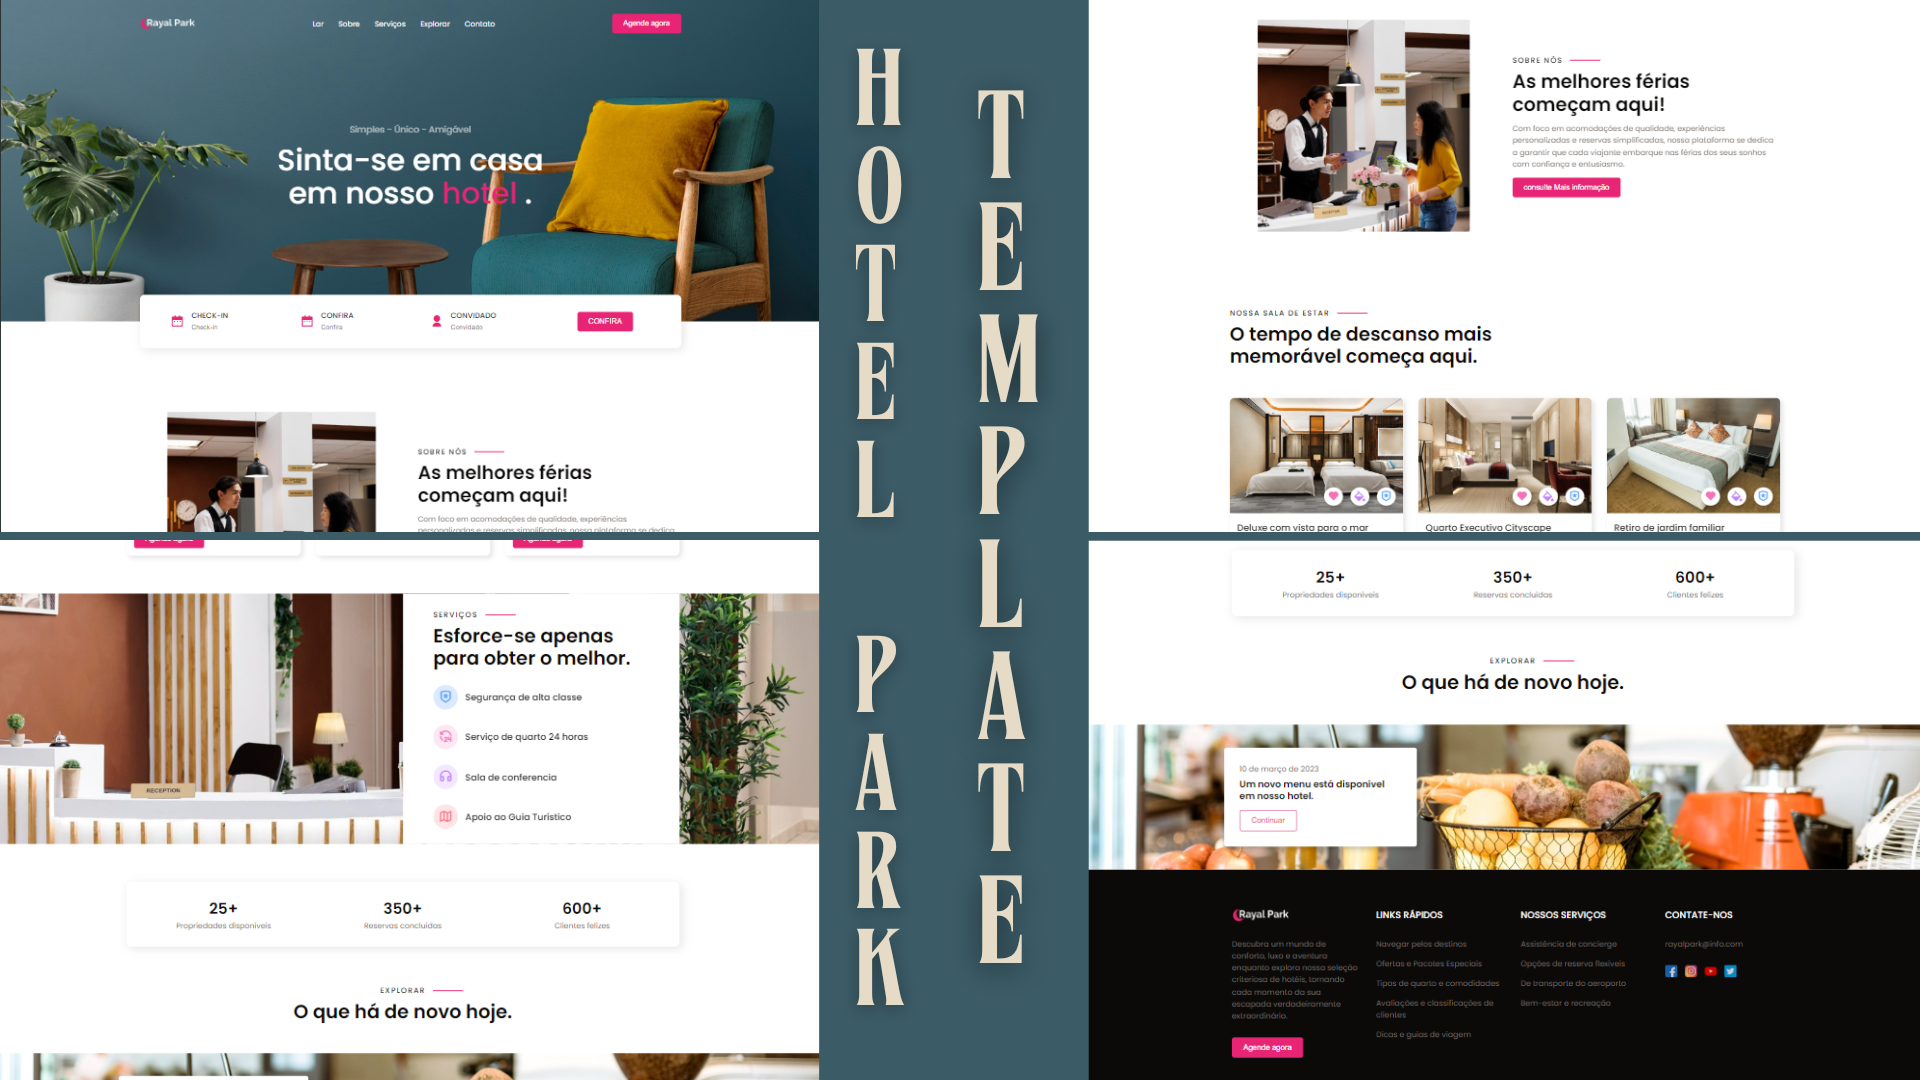 Rayal Park
Lar Sobre Serviços Explorar Contato
Agende agora
Simples - Único - Amigável
Sinta-se em casa
em nosso hotel .
CHECK-IN
Check-in
CONFIRA
Confira
CONVIDADO
Convidado
CONFIRA
SOBRE NÓS
As melhores férias
começam aqui!
Com foco em acomodações de qualidade, experiências
personalizadas e reservas simplificadas, nossa plataforma se dedica
SERVIÇOS
Esforce-se apenas
para obter o melhor.
Segurança de alta classe
Serviço de quarto 24 horas
Sala de conferencia
Apoio ao Guia Turistico
RECEPTION
25+
Propriedades disponíveis
350+
Reservas concluidas
600+
Clientes felizes
EXPLORAR
O que há de novo hoje.
HOTEL PARK
TEMPLATE
SOBRE NÓS
As melhores férias
começam aqui!
Com foco em acomodações de qualidade, experiências
personalizadas e reservas simplificadas, nossa plataforma se dedica
a garantir que cada viajante embarque nas férias dos seus sonhos
com confiança e entusiasmo.
consulte Mais informação
RECEPTION
NOSSA SALA DE ESTAR
O tempo de descanso mais
memorável começa aqui.
Deluxe com vista para o mar
Quarto Executivo Cityscape
Retiro de jardim familiar
25+
Propriedades disponíveis
350+
Reservas concluidas
600+
Clientes felizes
EXPLORAR
O que há de novo hoje.
10 de março de 2023
Um novo menu está disponível
em nosso hotel.
Continuar
Rayal Park
Descubra um mundo de
conforto, luxo e aventura
enquanto explora nossa seleção
criteriosa de hotéis, tornando
cada momento da sua
escapada verdadeiramente
extraordinário.
Agende agora
LINKS RÁPIDOS
Navegar pelos destinos
Ofertas e Pacotes Especiais
Tipos de quarto e comodidades
Avaliações e classificações de
clientes
Dicas e guias de viagem
NOSSOS SERVIÇOS
Assistência de concierge
Opções de reserva flexíveis
De transporte do aeroporto
Bem-estar e recreação
CONTATE-NOS
rayalpark@info.com